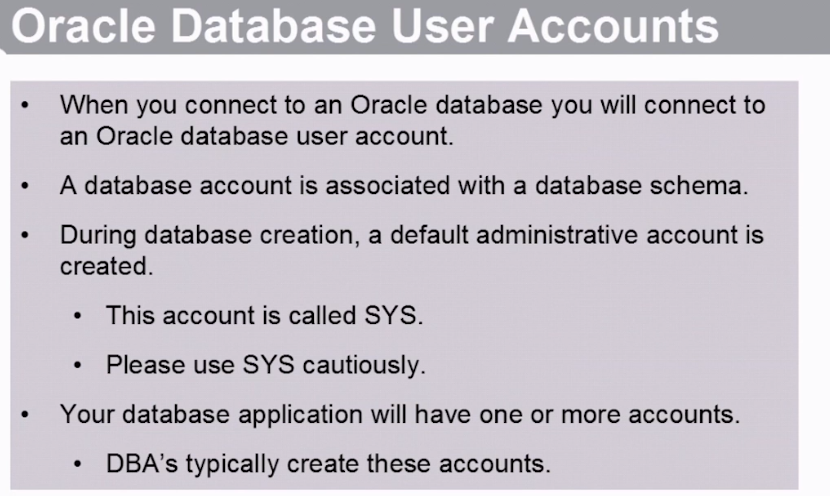 Oracle Database User Accounts
• When you connect to an Oracle database you will connect to
an Oracle database user account.
• A database account is associated with a database schema.
• During database creation, a default administrative account is
created.
• This account is called SYS.
• Please use SYS cautiously.
• Your database application will have one or more accounts.
• DBA’s typically create these accounts.